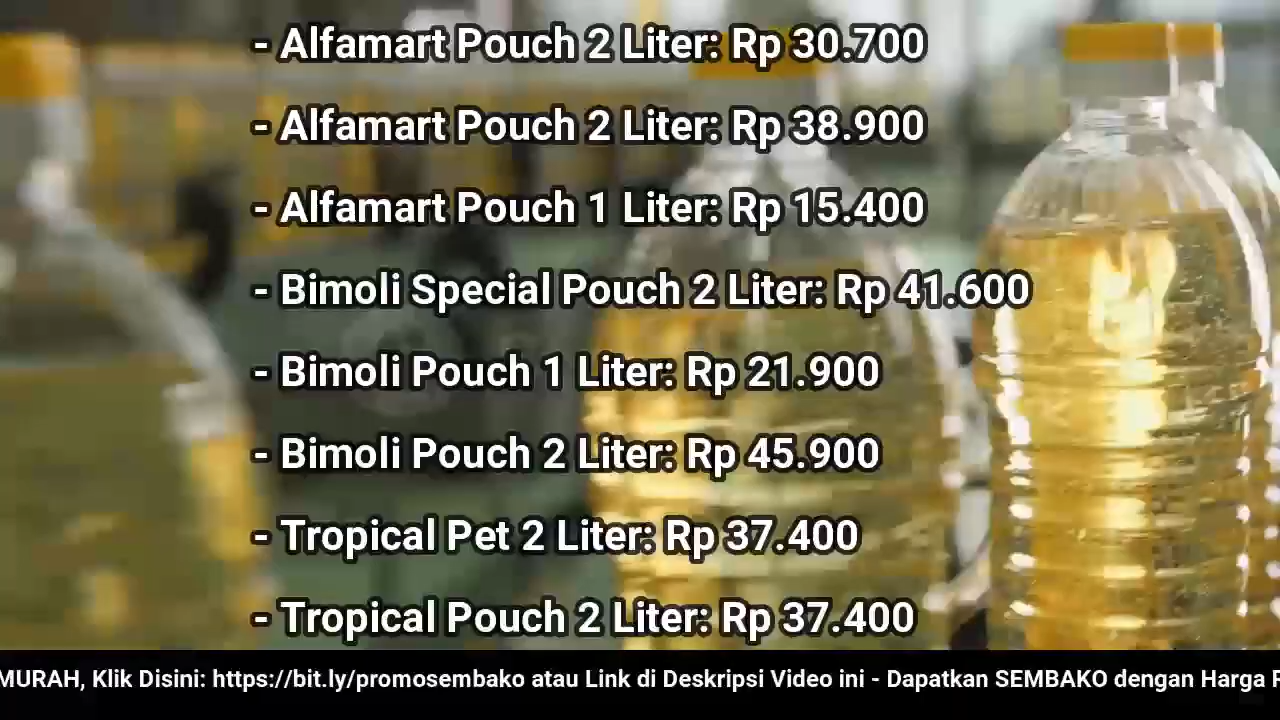 - Alfamart Pouch 2 Liter: Rp 30.700
- Alfamart Pouch 2 Liter: Rp 38.900
- Alfamart Pouch 1 Liter: Rp 15.400
- Bimoli Special Pouch 2 Liter: Rp 41.600
- Bimoli Pouch 1 Liter: Rp 21.900
- Bimoli Pouch 2 Liter: Rp 45.900
- Tropical Pet 2 Liter: Rp 37.400
- Tropical Pouch 2 Liter: Rp 37.400
MURAH, Klik Disini: https://bit.ly/promosembako atau Link di Deskripsi Video ini - Dapatkan SEMBAKO dengan Harga